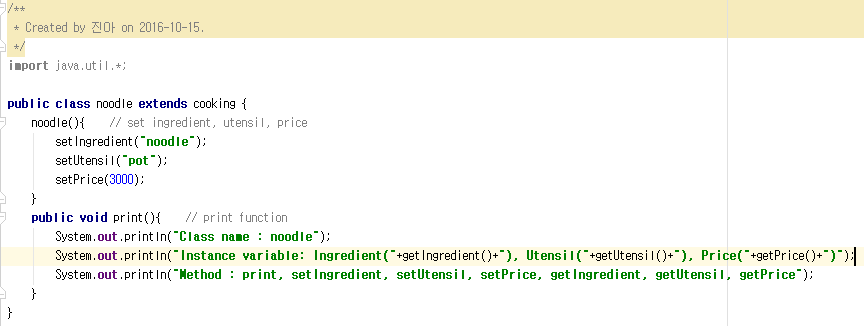 /**
 * Created by 진아 on 2016-10-15.
 */
import java.util.*;

public class noodle extends cooking {
    noodle(){    // set ingredient, utensil, price
        setIngredient("noodle");
        setUtensil("pot");
        setPrice(3000);
    }
    public void print(){    // print function
        System.out.println("Class name : noodle");
        System.out.println("Instance variable: Ingredient("+getIngredient()+"), Utensil("+getUtensil()+"), Price("+getPrice()+")");
        System.out.println("Method : print, setIngredient, setUtensil, setPrice, getIngredient, getUtensil, getPrice");
    }
}